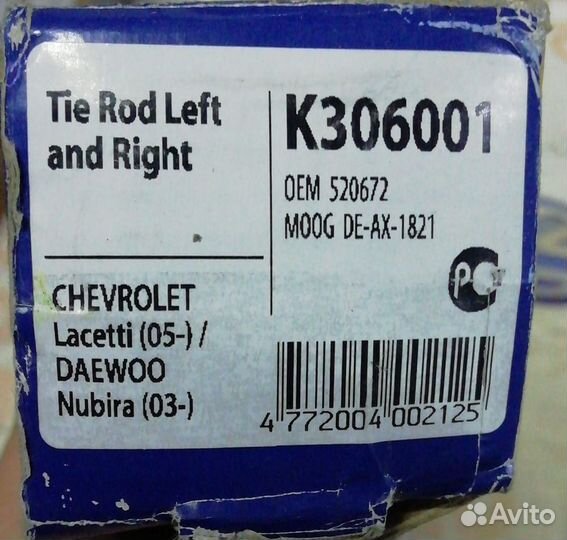 Tie Rod Left
and Right
K306001
OEM 520672
MOOG DE-AX-1821
CHEVROLET
Lacetti (05-) /
DAEWOO
Nubira (03-)
4 772004 002125
Avito